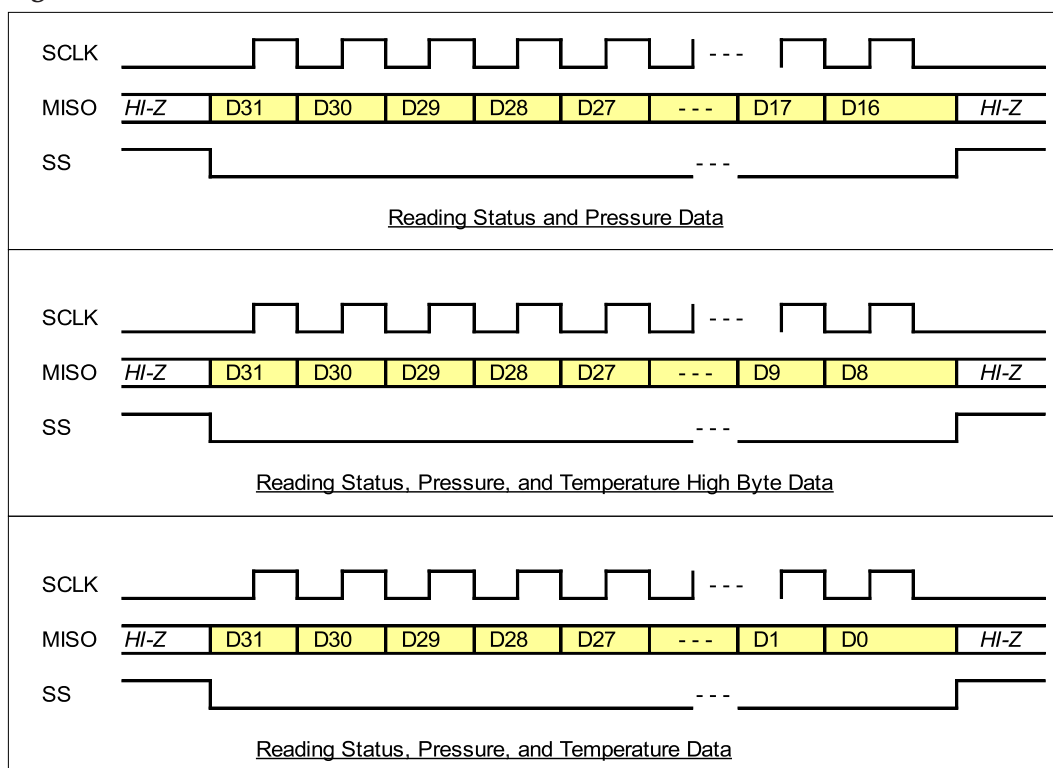 SCLK - - -
MISO HI-Z D31 D30 D29 D28 D27 - - - D17 D16 HI-Z
SS - - -
Reading Status and Pressure Data
SCLK - - -
MISO HI-Z D31 D30 D29 D28 D27 - - - D9 D8 HI-Z
SS - - -
Reading Status, Pressure, and Temperature High Byte Data
SCLK - - -
MISO HI-Z D31 D30 D29 D28 D27 - - - D1 D0 HI-Z
SS - - -
Reading Status, Pressure, and Temperature Data